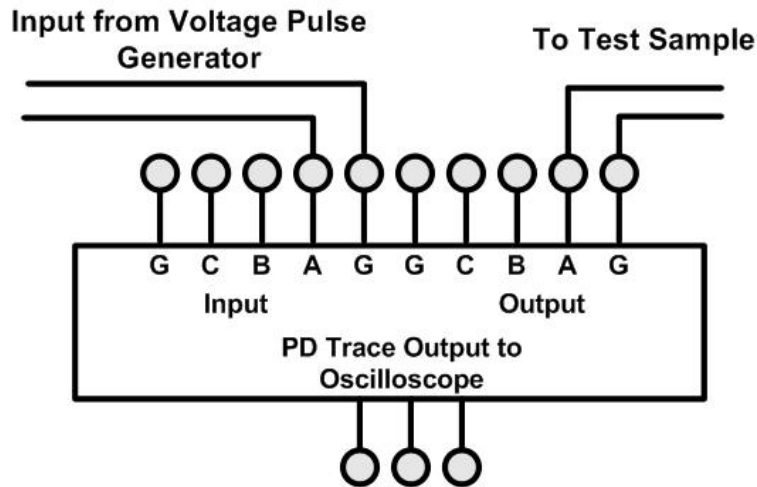 Input from Voltage Pulse
Generator
To Test Sample
G C B A G G C B A G
Input Output
PD Trace Output to
Oscilloscope